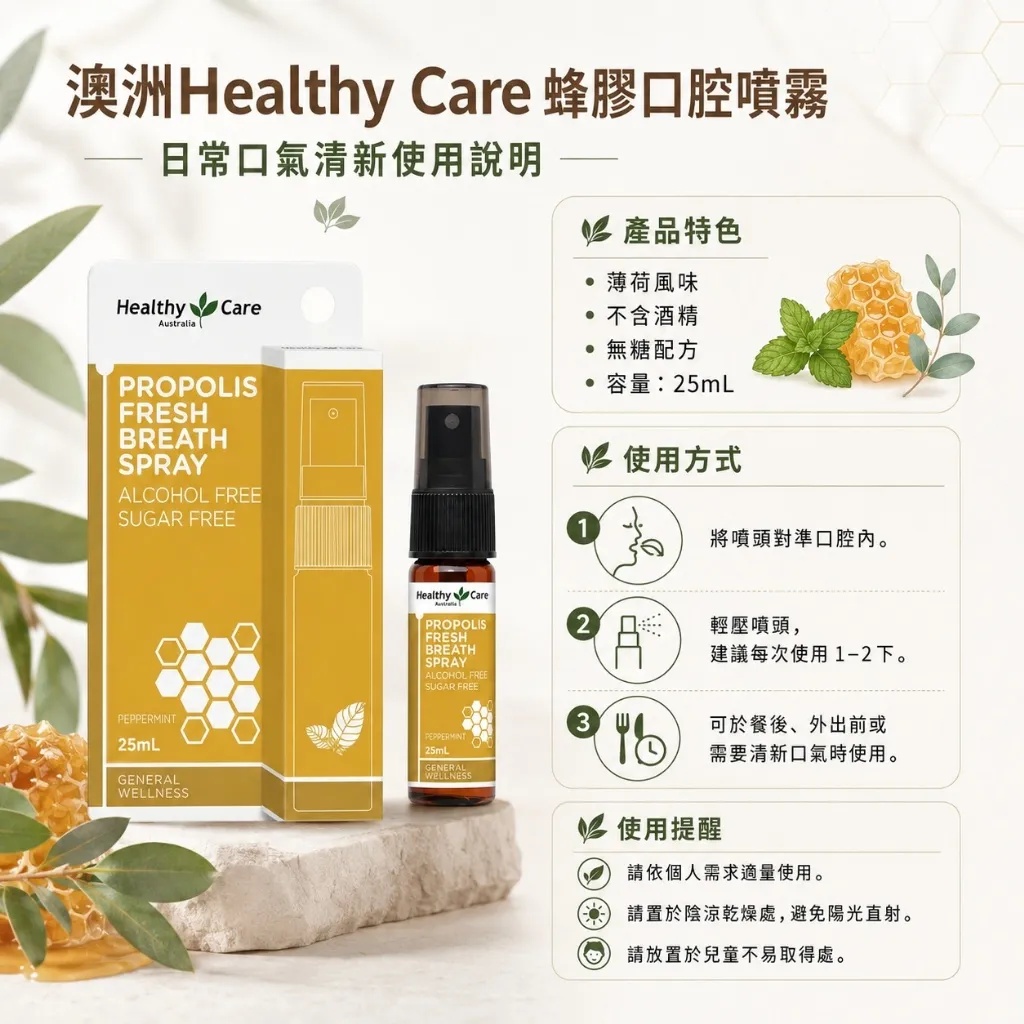 澳洲Healthy Care 蜂膠口腔噴霧
日常口氣清新使用說明
Healthy Care
Australia
PROPOLIS
FRESH
BREATH
SPRAY
ALCOHOL FREE
SUGAR FREE
PEPPERMINT
25mL
GENERAL
WELLNESS
Healthy Care
Australia
PROPOLIS
FRESH
BREATH
SPRAY
ALCOHOL FREE
SUGAR FREE
PEPPERMINT
25mL
GENERAL
WELLNESS
產品特色
• 薄荷風味
• 不含酒精
• 無糖配方
• 容量：25mL
使用方式
1 將噴頭對準口腔內。
2 輕壓噴頭，
建議每次使用 1–2 下。
3 可於餐後、外出前或
需要清新口氣時使用。
使用提醒
請依個人需求適量使用。
請置於陰涼乾燥處，避免陽光直射。
請放置於兒童不易取得處。